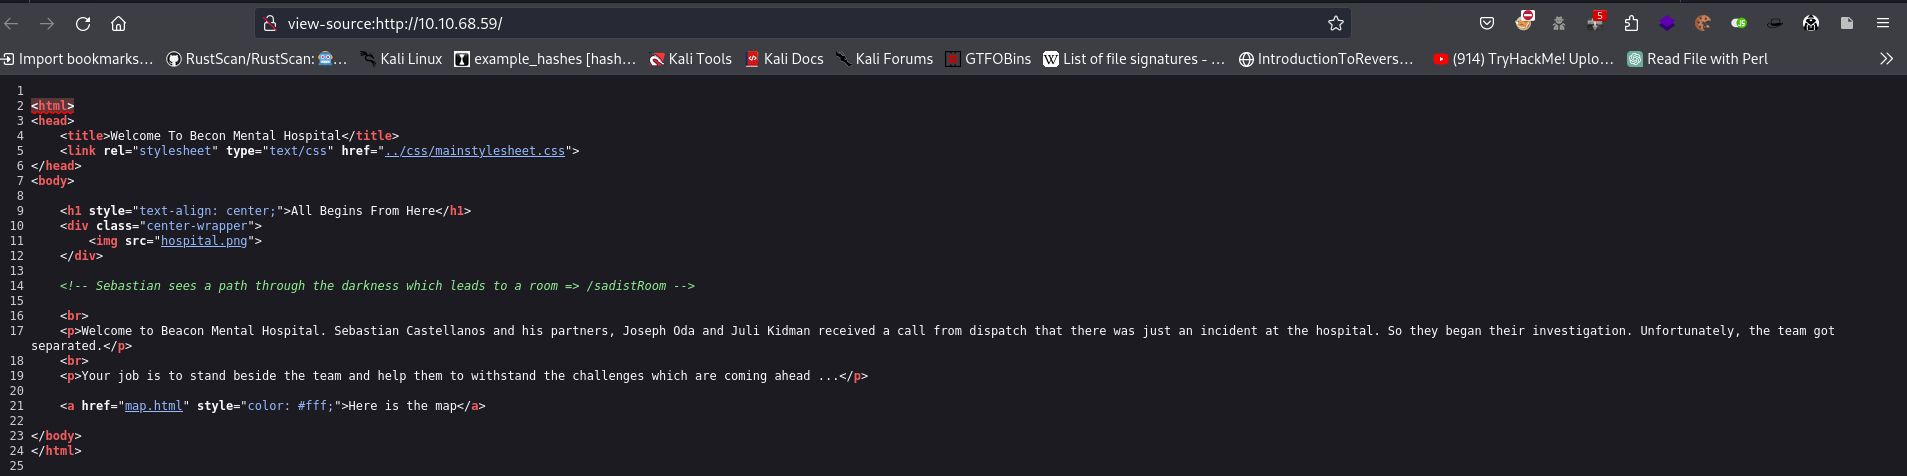 view-source:http://10.10.68.59/
5
JS
Import bookmarks…
RustScan/RustScan: 🤖…
Kali Linux
example_hashes [hash…
Kali Tools
Kali Docs
Kali Forums
GTFOBins
W List of file signatures - …
IntroductionToRevers…
(914) TryHackMe! Uplo…
Read File with Perl
1
2 <html>
3 <head>
4 <title>Welcome To Becon Mental Hospital</title>
5 <link rel="stylesheet" type="text/css" href="../css/mainstylesheet.css">
6 </head>
7 <body>
8
9 <h1 style="text-align: center;">All Begins From Here</h1>
10 <div class="center-wrapper">
11 <img src="hospital.png">
12 </div>
13
14 <!-- Sebastian sees a path through the darkness which leads to a room => /sadistRoom -->
15
16 <br>
17 <p>Welcome to Beacon Mental Hospital. Sebastian Castellanos and his partners, Joseph Oda and Juli Kidman received a call from dispatch that there was just an incident at the hospital. So they began their investigation. Unfortunately, the team got
separated.</p>
18 <br>
19 <p>Your job is to stand beside the team and help them to withstand the challenges which are coming ahead ...</p>
20
21 <a href="map.html" style="color: #fff;">Here is the map</a>
22
23 </body>
24 </html>
25